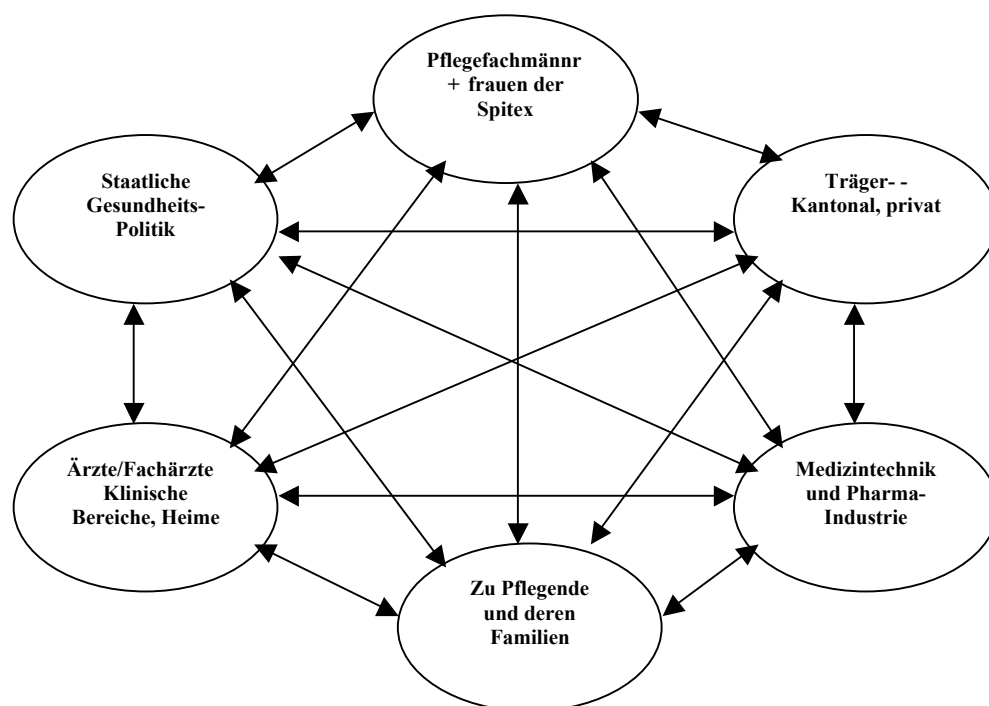 Pflegefachmännr
+ frauen der
Spitex
Staatliche
Gesundheits-
Politik
Träger- -
Kantonal, privat
Ärzte/Fachärzte
Klinische
Bereiche, Heime
Medizintechnik
und Pharma-
Industrie
Zu Pflegende
und deren
Familien